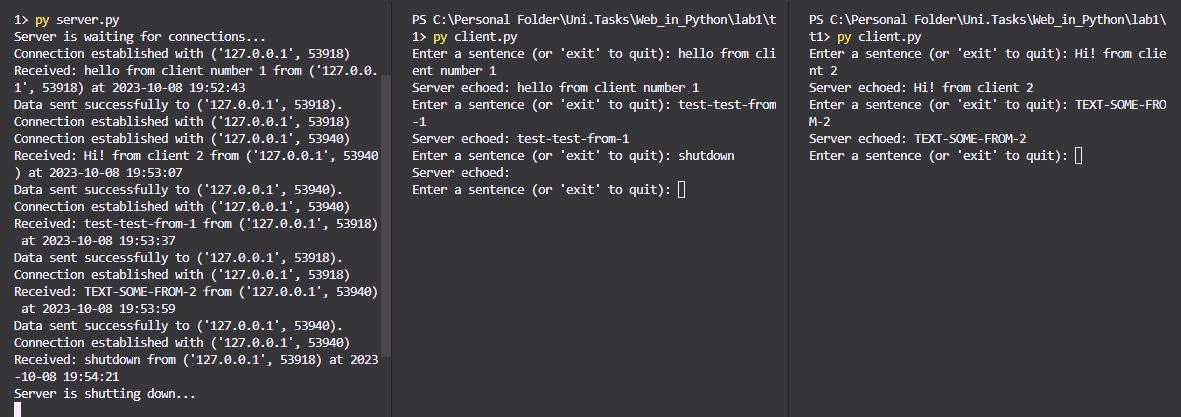 1> py server.py
Server is waiting for connections...
Connection established with ('127.0.0.1', 53918)
Received: hello from client number 1 from ('127.0.0.
1', 53918) at 2023-10-08 19:52:43
Data sent successfully to ('127.0.0.1', 53918).
Connection established with ('127.0.0.1', 53918)
Connection established with ('127.0.0.1', 53940)
Received: Hi! from client 2 from ('127.0.0.1', 53940
) at 2023-10-08 19:53:07
Data sent successfully to ('127.0.0.1', 53940).
Connection established with ('127.0.0.1', 53940)
Received: test-test-from-1 from ('127.0.0.1', 53918)
 at 2023-10-08 19:53:37
Data sent successfully to ('127.0.0.1', 53918).
Connection established with ('127.0.0.1', 53918)
Received: TEXT-SOME-FROM-2 from ('127.0.0.1', 53940)
 at 2023-10-08 19:53:59
Data sent successfully to ('127.0.0.1', 53940).
Connection established with ('127.0.0.1', 53940)
Received: shutdown from ('127.0.0.1', 53918) at 2023
-10-08 19:54:21
Server is shutting down...
PS C:\Personal Folder\Uni.Tasks\Web_in_Python\lab1\t
1> py client.py
Enter a sentence (or 'exit' to quit): hello from cli
ent number 1
Server echoed: hello from client number 1
Enter a sentence (or 'exit' to quit): test-test-from
-1
Server echoed: test-test-from-1
Enter a sentence (or 'exit' to quit): shutdown
Server echoed:
Enter a sentence (or 'exit' to quit):
PS C:\Personal Folder\Uni.Tasks\Web_in_Python\lab1\
t1> py client.py
Enter a sentence (or 'exit' to quit): Hi! from clie
nt 2
Server echoed: Hi! from client 2
Enter a sentence (or 'exit' to quit): TEXT-SOME-FRO
M-2
Server echoed: TEXT-SOME-FROM-2
Enter a sentence (or 'exit' to quit):